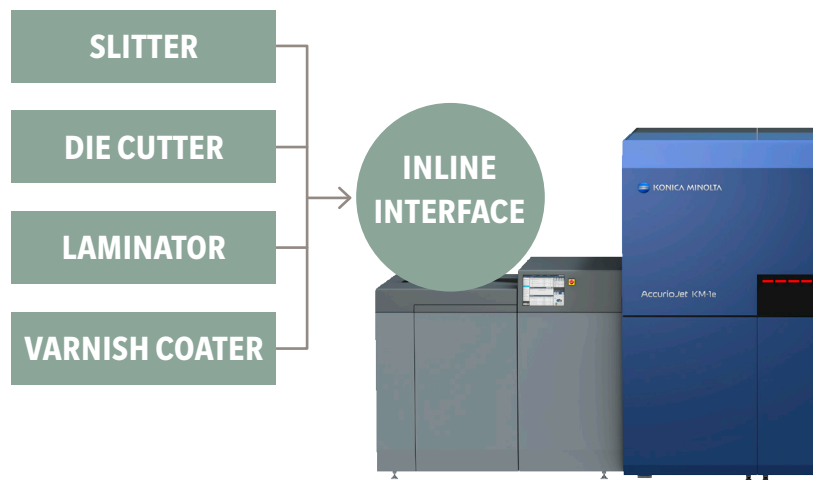 SLITTER
DIE CUTTER
LAMINATOR
VARNISH COATER
INLINE
INTERFACE
KONICA MINOLTA
AccurioJet KM-1e